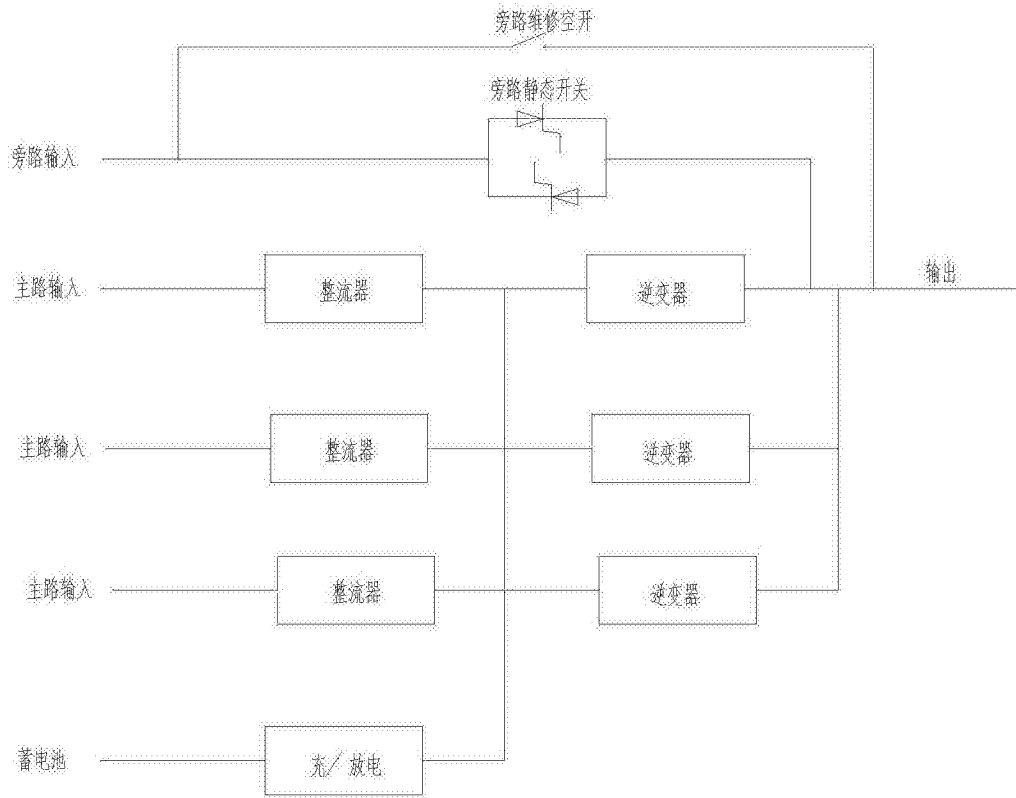 旁路维修空开
旁路静态开关
旁路输入
输出
主路输入
整流器
逆变器
主路输入
整流器
逆变器
主路输入
整流器
逆变器
蓄电池
充/放电